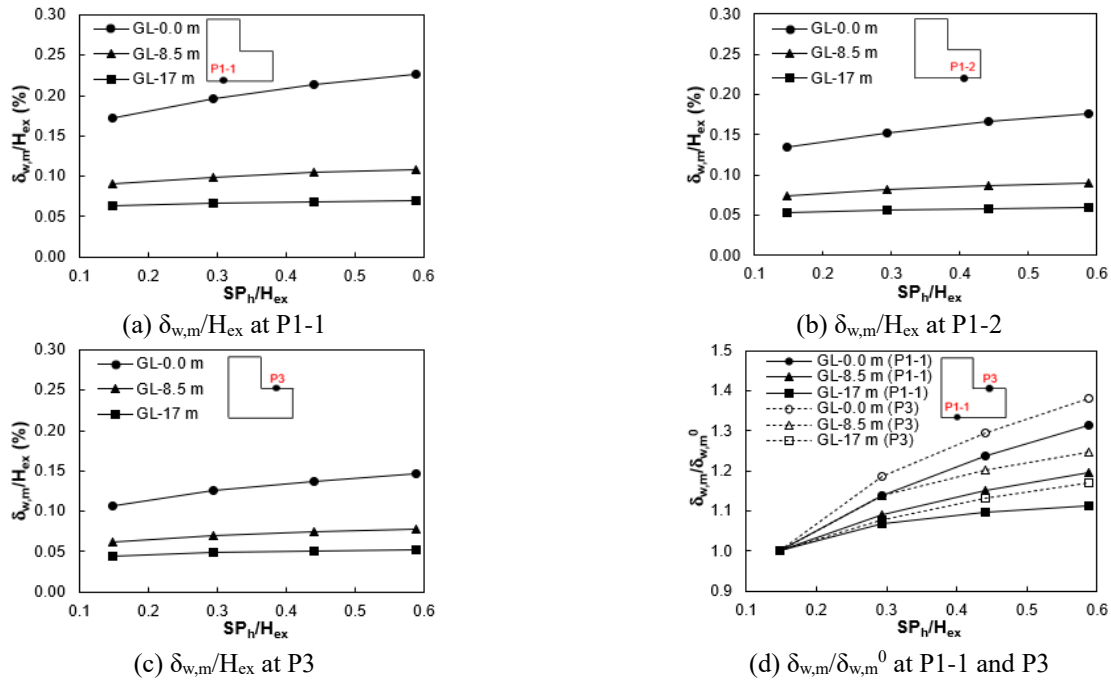 0.30
GL-0.0 m
0.25
GL-8.5 m
0.20
GL-17 m
P1-1
0.15
0.10
0.05
0.00
δw,m/Hex (%)
0.1 0.2 0.3 0.4 0.5 0.6
SPh/Hex
(a) δw,m/Hex at P1-1
0.30
GL-0.0 m
0.25
GL-8.5 m
0.20
GL-17 m
P1-2
0.15
0.10
0.05
0.00
δw,m/Hex (%)
0.1 0.2 0.3 0.4 0.5 0.6
SPh/Hex
(b) δw,m/Hex at P1-2
0.30
GL-0.0 m
0.25
GL-8.5 m
0.20
GL-17 m
P3
0.15
0.10
0.05
0.00
δw,m/Hex (%)
0.1 0.2 0.3 0.4 0.5 0.6
SPh/Hex
(c) δw,m/Hex at P3
1.5
GL-0.0 m (P1-1)
GL-8.5 m (P1-1)
1.4
GL-17 m (P1-1)
GL-0.0 m (P3)
1.3
GL-8.5 m (P3)
GL-17 m (P3)
P3
P1-1
1.2
1.1
1.0
0.9
δw,m/δw,m⁰
0.1 0.2 0.3 0.4 0.5 0.6
SPh/Hex
(d) δw,m/δw,m⁰ at P1-1 and P3